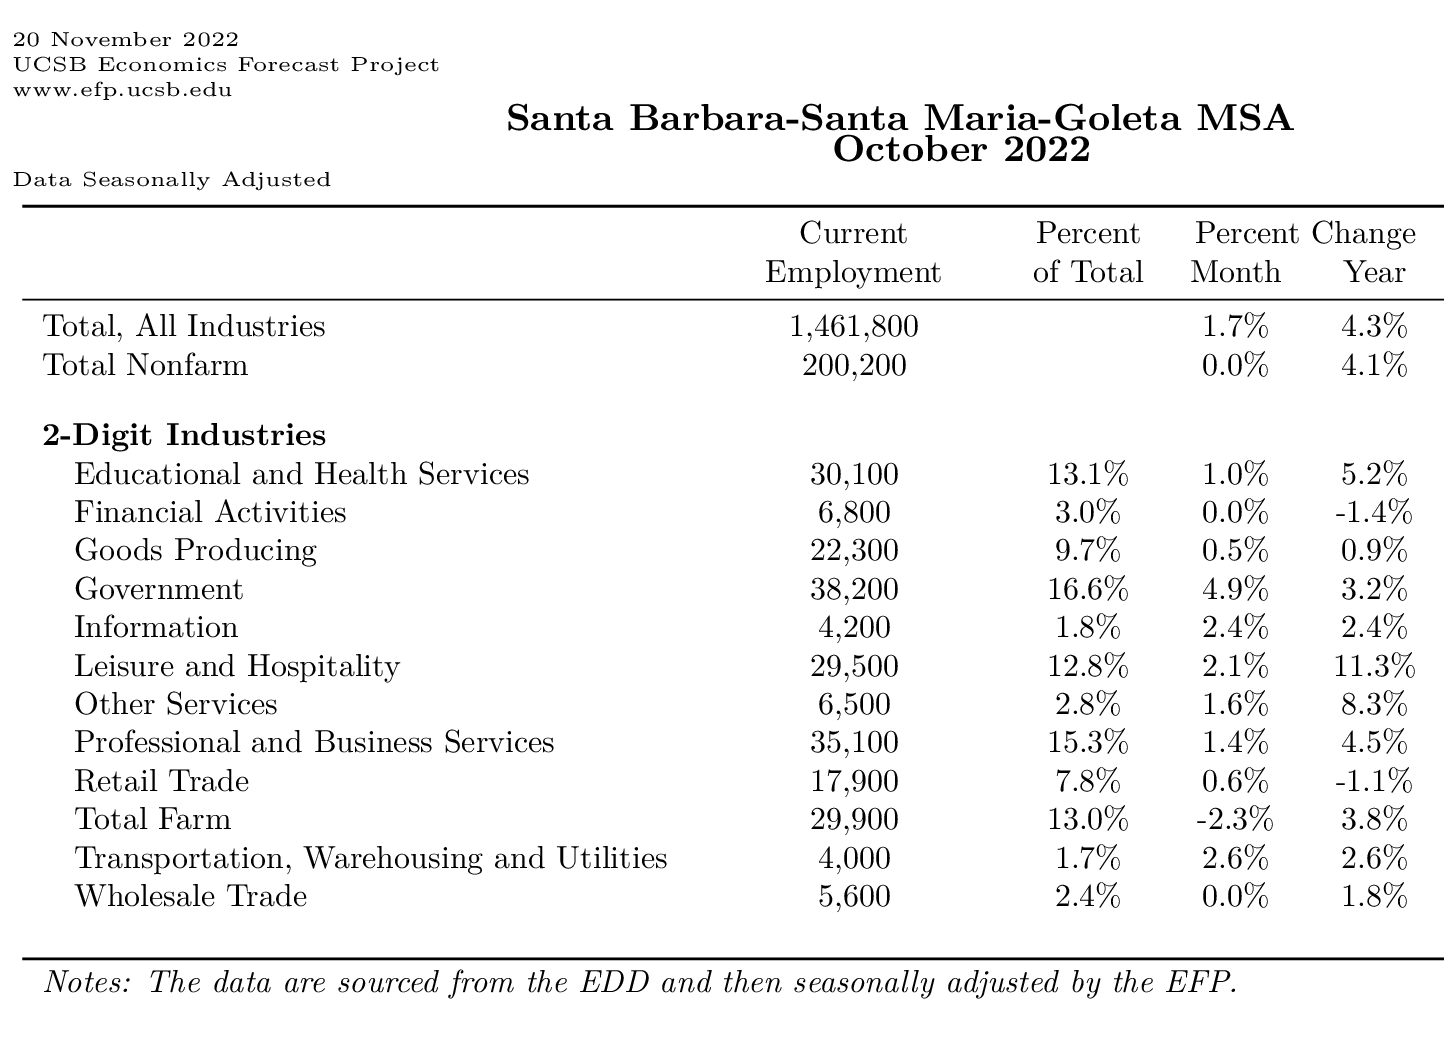 20 November 2022
UCSB Economics Forecast Project
www.efp.ucsb.edu
Santa Barbara-Santa Maria-Goleta MSA
October 2022
Data Seasonally Adjusted
Current Percent Percent Change
Employment of Total Month Year
Total, All Industries 1,461,800 1.7% 4.3%
Total Nonfarm 200,200 0.0% 4.1%
2-Digit Industries
Educational and Health Services 30,100 13.1% 1.0% 5.2%
Financial Activities 6,800 3.0% 0.0% -1.4%
Goods Producing 22,300 9.7% 0.5% 0.9%
Government 38,200 16.6% 4.9% 3.2%
Information 4,200 1.8% 2.4% 2.4%
Leisure and Hospitality 29,500 12.8% 2.1% 11.3%
Other Services 6,500 2.8% 1.6% 8.3%
Professional and Business Services 35,100 15.3% 1.4% 4.5%
Retail Trade 17,900 7.8% 0.6% -1.1%
Total Farm 29,900 13.0% -2.3% 3.8%
Transportation, Warehousing and Utilities 4,000 1.7% 2.6% 2.6%
Wholesale Trade 5,600 2.4% 0.0% 1.8%
Notes: The data are sourced from the EDD and then seasonally adjusted by the EFP.